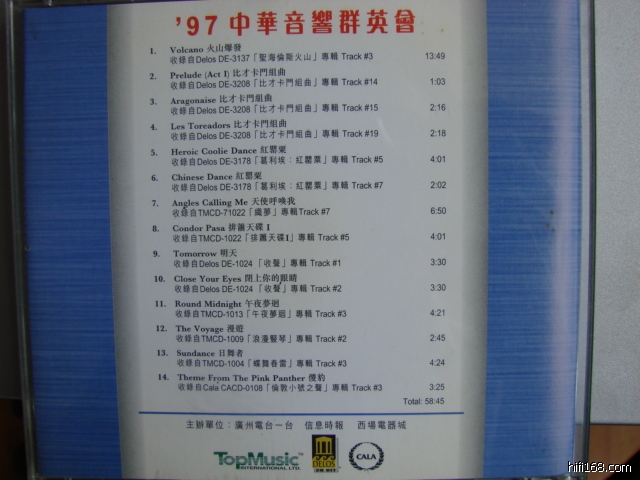 '97 中華音響群英會
1. Volcano 火山爆發
收錄自Delos DE-3137「聖海倫斯火山」專輯 Track #3 13:49
2. Prelude (Act I) 比才卡門組曲
收錄自Delos DE-3208「比才卡門組曲」專輯 Track #14 1:03
3. Aragonaise 比才卡門組曲
收錄自Delos DE-3208「比才卡門組曲」專輯 Track #15 2:16
4. Les Toreadors 比才卡門組曲
收錄自Delos DE-3208「比才卡門組曲」專輯 Track #19 2:18
5. Heroic Coolie Dance 紅罌粟
收錄自Delos DE-3178「葛利埃：紅罌粟」專輯 Track #5 4:01
6. Chinese Dance 紅罌粟
收錄自Delos DE-3178「葛利埃：紅罌粟」專輯 Track #7 2:02
7. Angles Calling Me 天使呼喚我
收錄自TMCD-71022「織夢」專輯Track #7 6:50
8. Condor Pasa 排簫天碟 I
收錄自TMCD-1022「排簫天碟I」專輯 Track #5 4:01
9. Tomorrow 明天
收錄自Delos DE-1024「收聲」專輯 Track #1 3:30
10. Close Your Eyes 閉上你的眼睛
收錄自Delos DE-1024「收聲」專輯 Track #2 3:30
11. Round Midnight 午夜夢迴
收錄自TMCD-1013「午夜夢迴」專輯 Track #3 4:21
12. The Voyage 漫遊
收錄自TMCD-1009「浪漫豎琴」專輯 Track #2 2:45
13. Sundance 日舞者
收錄自TMCD-1004「蝶舞春雷」專輯 Track #3 4:24
14. Theme From The Pink Panther 傻豹
收錄自Cala CACD-0108「倫敦小號之聲」專輯 Track #3 3:25
Total: 58:45
主辦單位：廣州電台一台 信息時報 西場電器城
TopMusic INTERNATIONAL LTD.
DELOS
20 BIT
CALA
hifi168.com